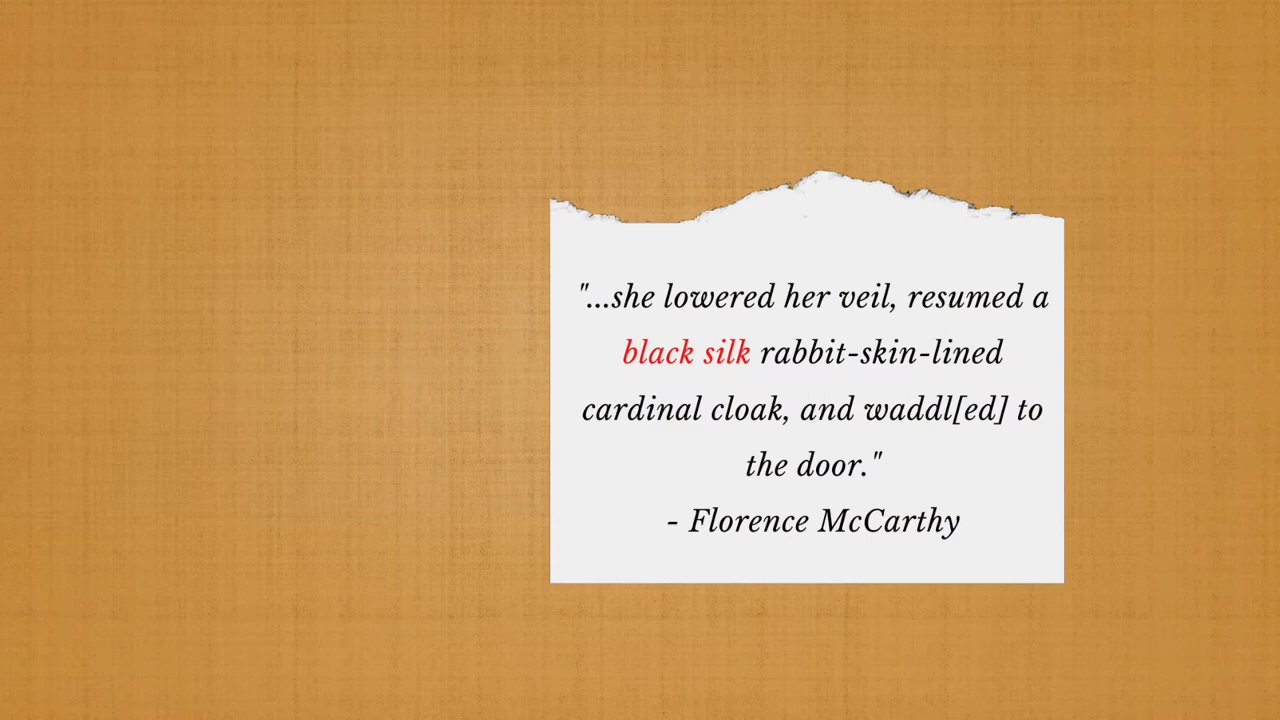 "...she lowered her veil, resumed a
black silk rabbit-skin-lined
cardinal cloak, and waddl[ed] to
the door."
- Florence McCarthy